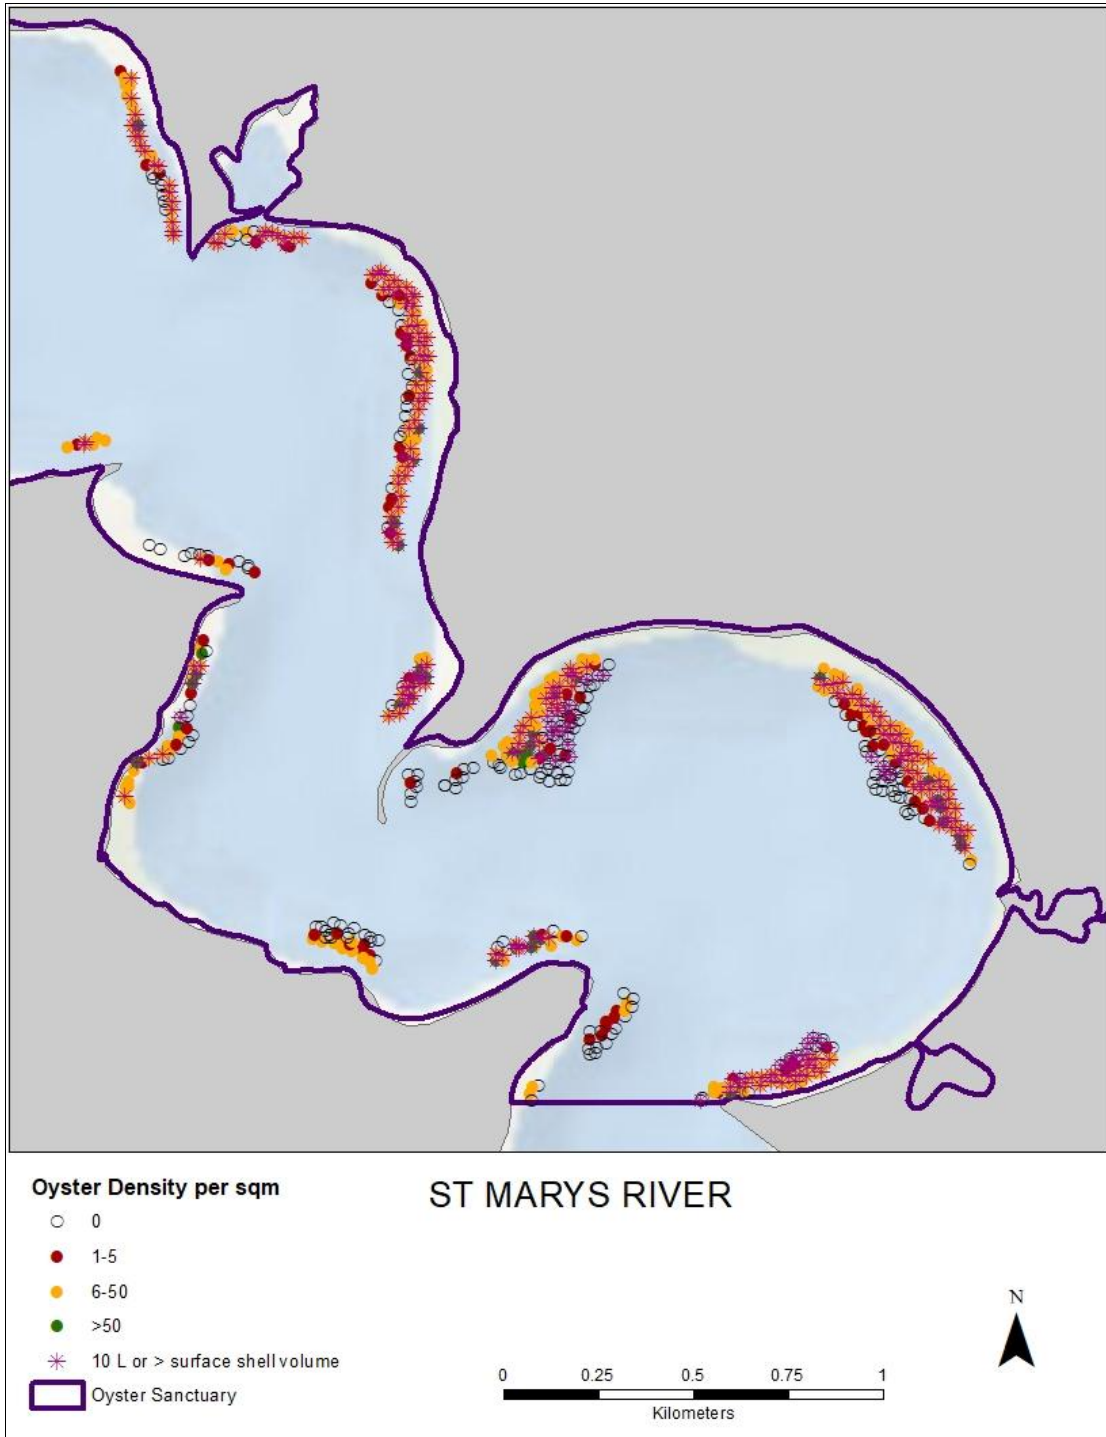 Oyster Density per sqm
ST MARYS RIVER
0
1-5
6-50
>50
10 L or > surface shell volume
Oyster Sanctuary
N
0 0.25 0.5 0.75 1
Kilometers